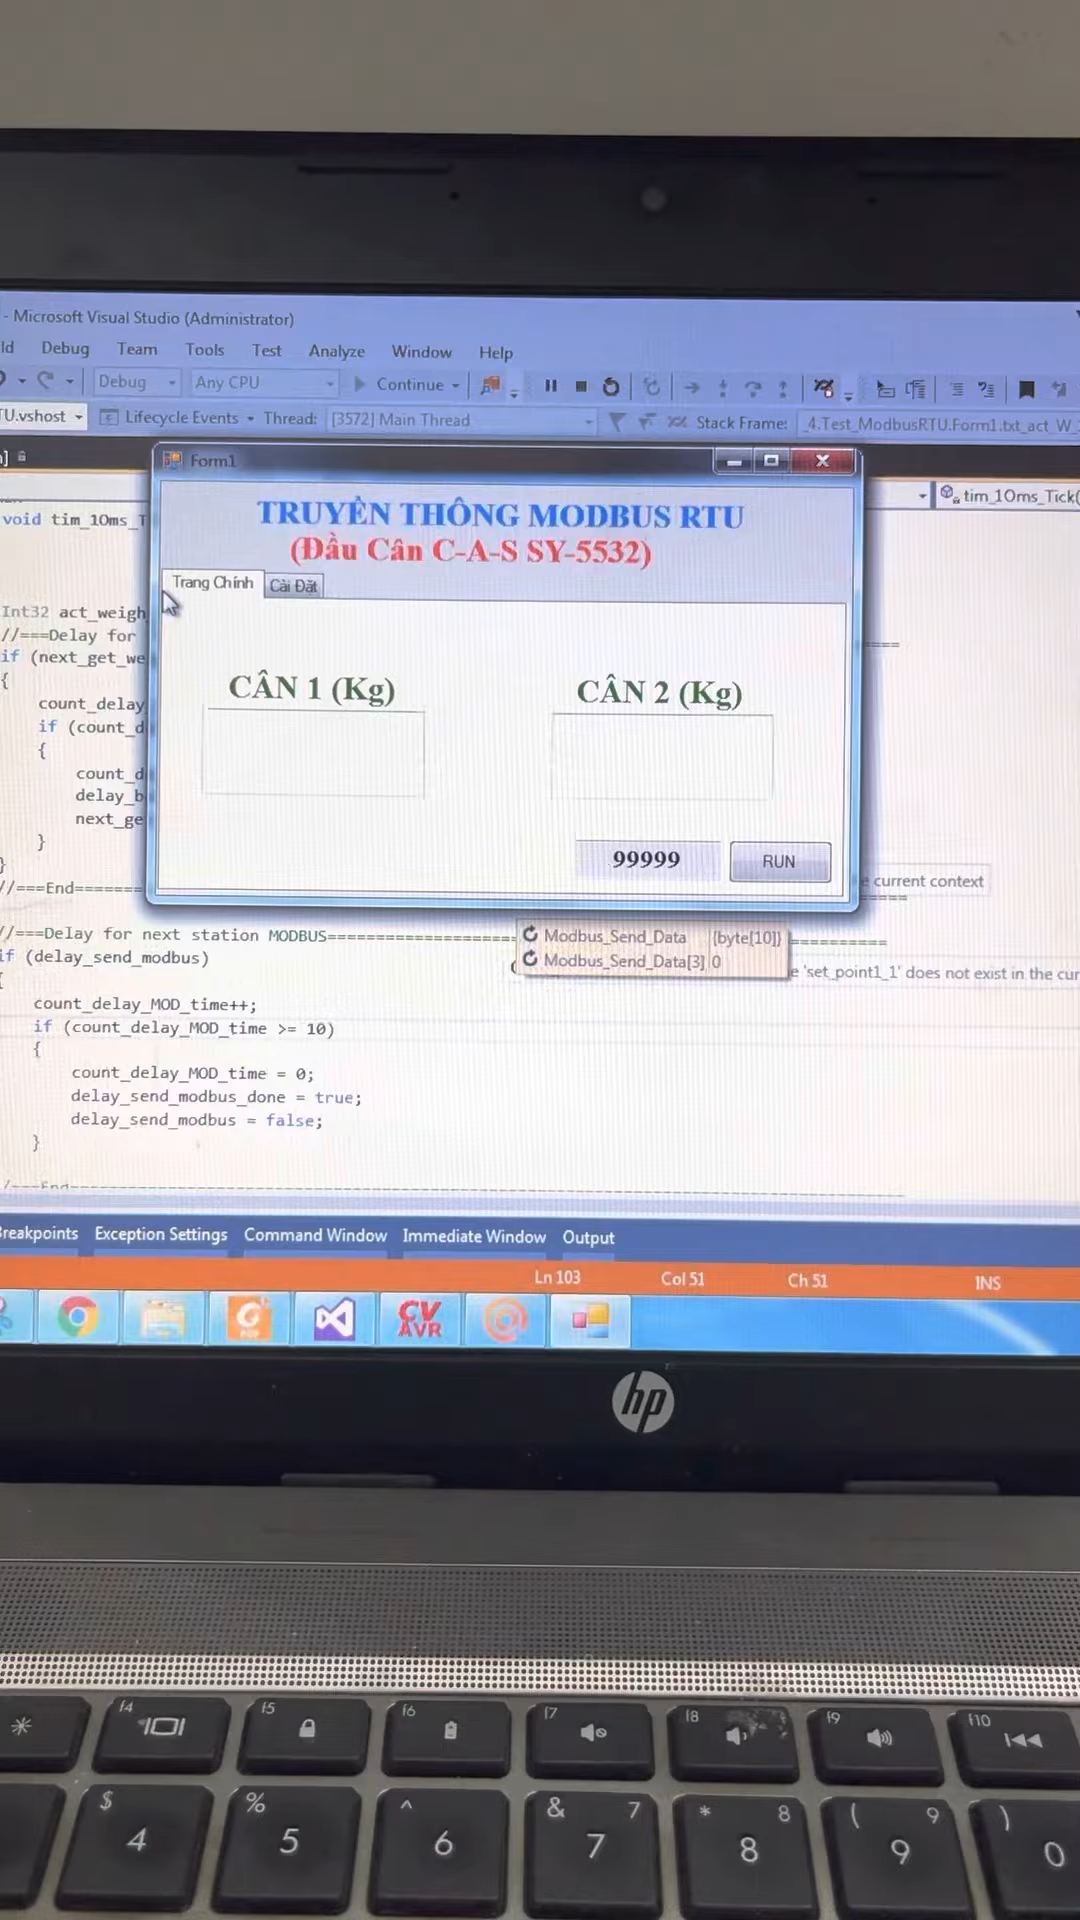 - Microsoft Visual Studio (Administrator)
ld Debug Team Tools Test Analyze Window Help
Debug Any CPU Continue
U.vshost Lifecycle Events Thread: [3572] Main Thread Stack Frame: _4.Test_ModbusRTU.Form1.txt_act_W_
Form1
void tim_10ms_T
tim_10ms_Tick(
TRUYỀN THÔNG MODBUS RTU
(Đầu Cân C-A-S SY-5532)
Trang Chính Cài Đặt
Int32 act_weigh
//===Delay for
if (next_get_we
{
count_delay
if (count_d
{
count_d
delay_b
next_ge
}
}
//===End=======
CÂN 1 (Kg) CÂN 2 (Kg)
99999 RUN
e current context
//===Delay for next station MODBUS====================
Modbus_Send_Data {byte[10]}
Modbus_Send_Data[3] 0
e 'set_point1_1' does not exist in the cur
if (delay_send_modbus)
{
count_delay_MOD_time++;
if (count_delay_MOD_time >= 10)
{
count_delay_MOD_time = 0;
delay_send_modbus_done = true;
delay_send_modbus = false;
}
Breakpoints Exception Settings Command Window Immediate Window Output
Ln 103 Col 51 Ch 51 INS
CV
AVR
hp
f4 f5 f6 f7 f8 f9 f10
$ 4 % 5 ^ 6 & 7 7 * 8 8 ( 9 9 ) 0